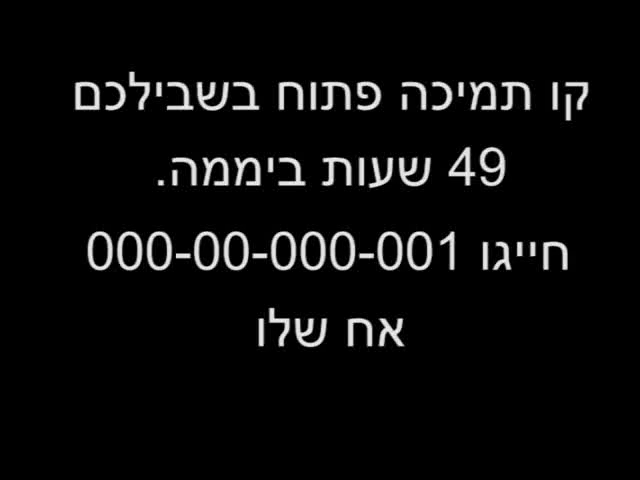 קו תמיכה פתוח בשבילכם
49 שעות ביממה.
חייגו 000-00-000-001
אח שלו